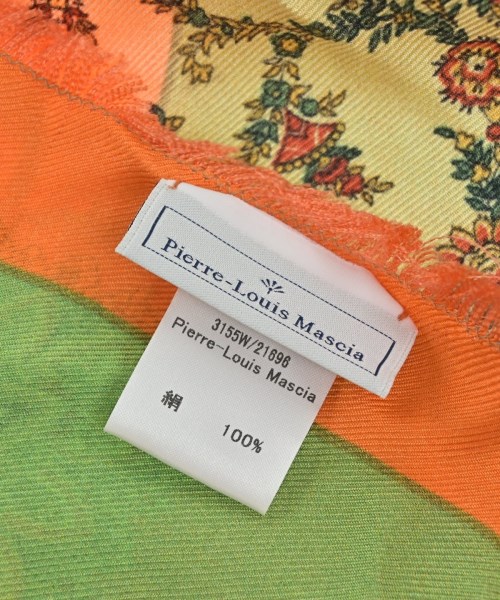 Pierre-Louis Mascia
3155W/21696
Pierre-Louis Mascia
絹 100%